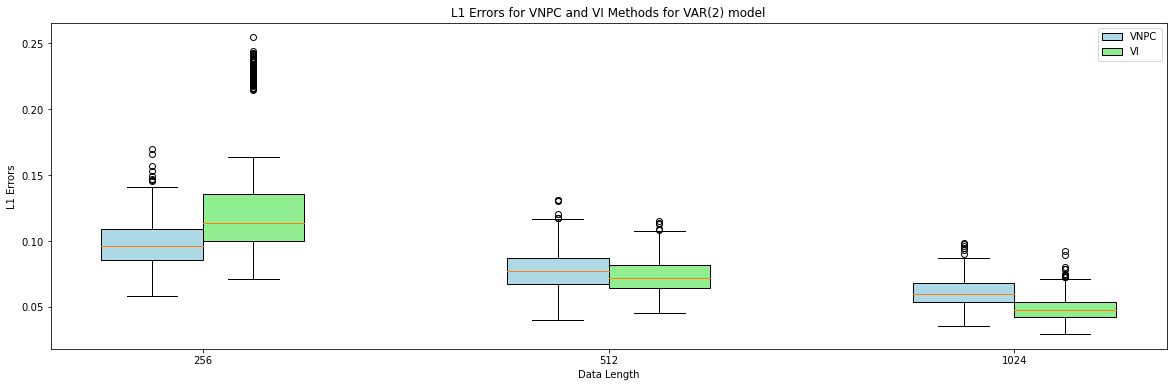 L1 Errors for VNPC and VI Methods for VAR(2) model
VNPC
VI
0.25
0.20
0.15
0.10
0.05
L1 Errors
256
512
1024
Data Length